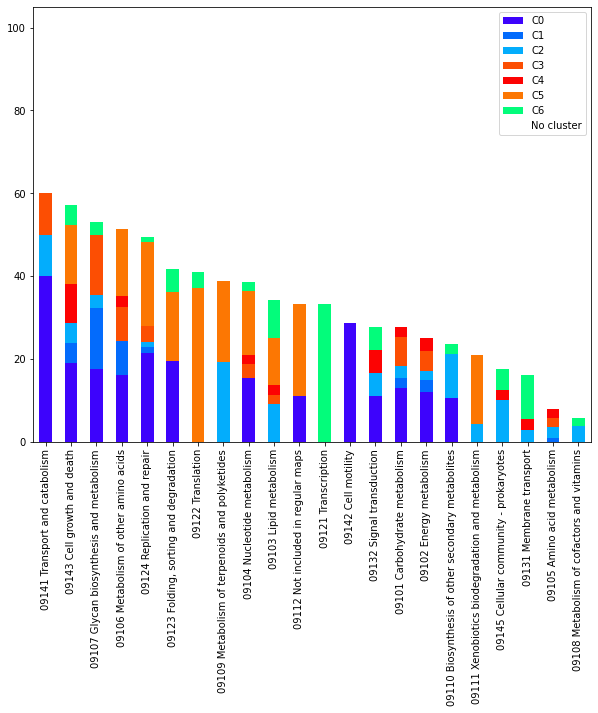 100
80
60
40
20
0
C0
C1
C2
C3
C4
C5
C6
No cluster
09141 Transport and catabolism
09143 Cell growth and death
09107 Glycan biosynthesis and metabolism
09106 Metabolism of other amino acids
09124 Replication and repair
09123 Folding, sorting and degradation
09122 Translation
09109 Metabolism of terpenoids and polyketides
09104 Nucleotide metabolism
09103 Lipid metabolism
09112 Not included in regular maps
09121 Transcription
09142 Cell motility
09132 Signal transduction
09101 Carbohydrate metabolism
09102 Energy metabolism
09110 Biosynthesis of other secondary metabolites
09111 Xenobiotics biodegradation and metabolism
09145 Cellular community - prokaryotes
09131 Membrane transport
09105 Amino acid metabolism
09108 Metabolism of cofactors and vitamins